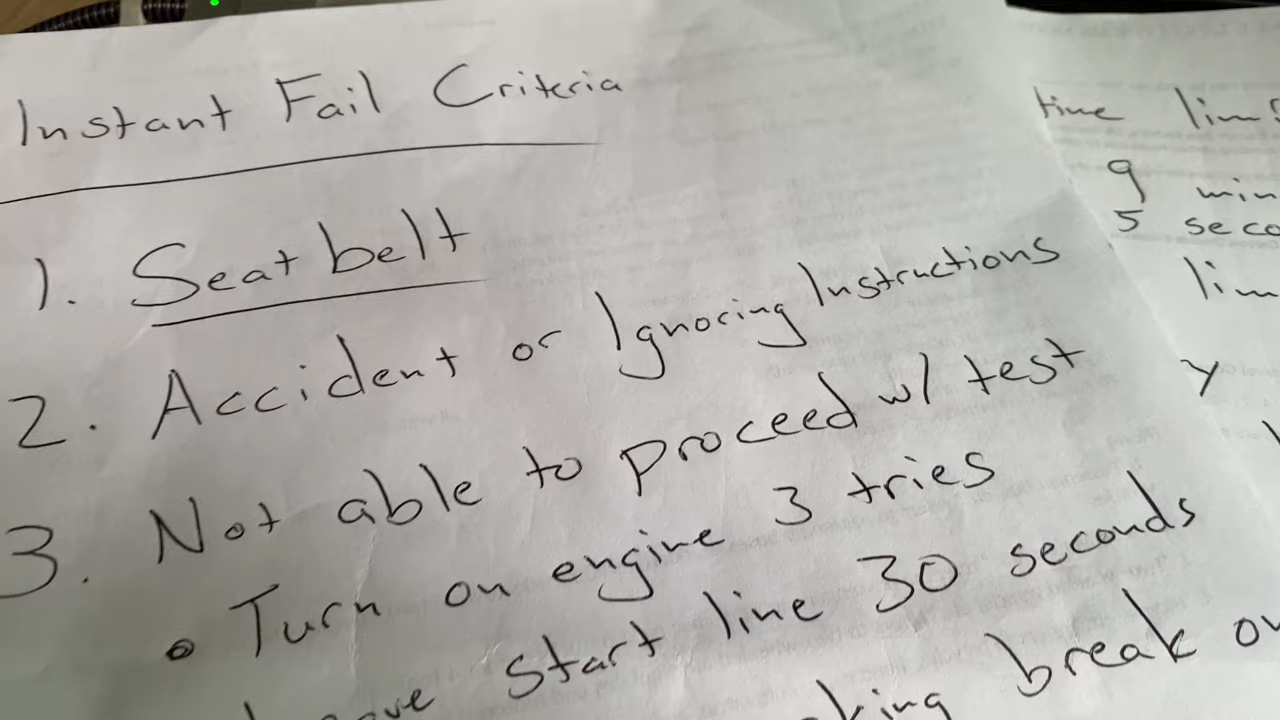 Instant Fail Criteria
1. Seat belt
2. Accident or Ignoring Instructions
3. Not able to proceed w/ test
• Turn on engine 3 tries
start line 30 seconds
break
time
9 min
5
y